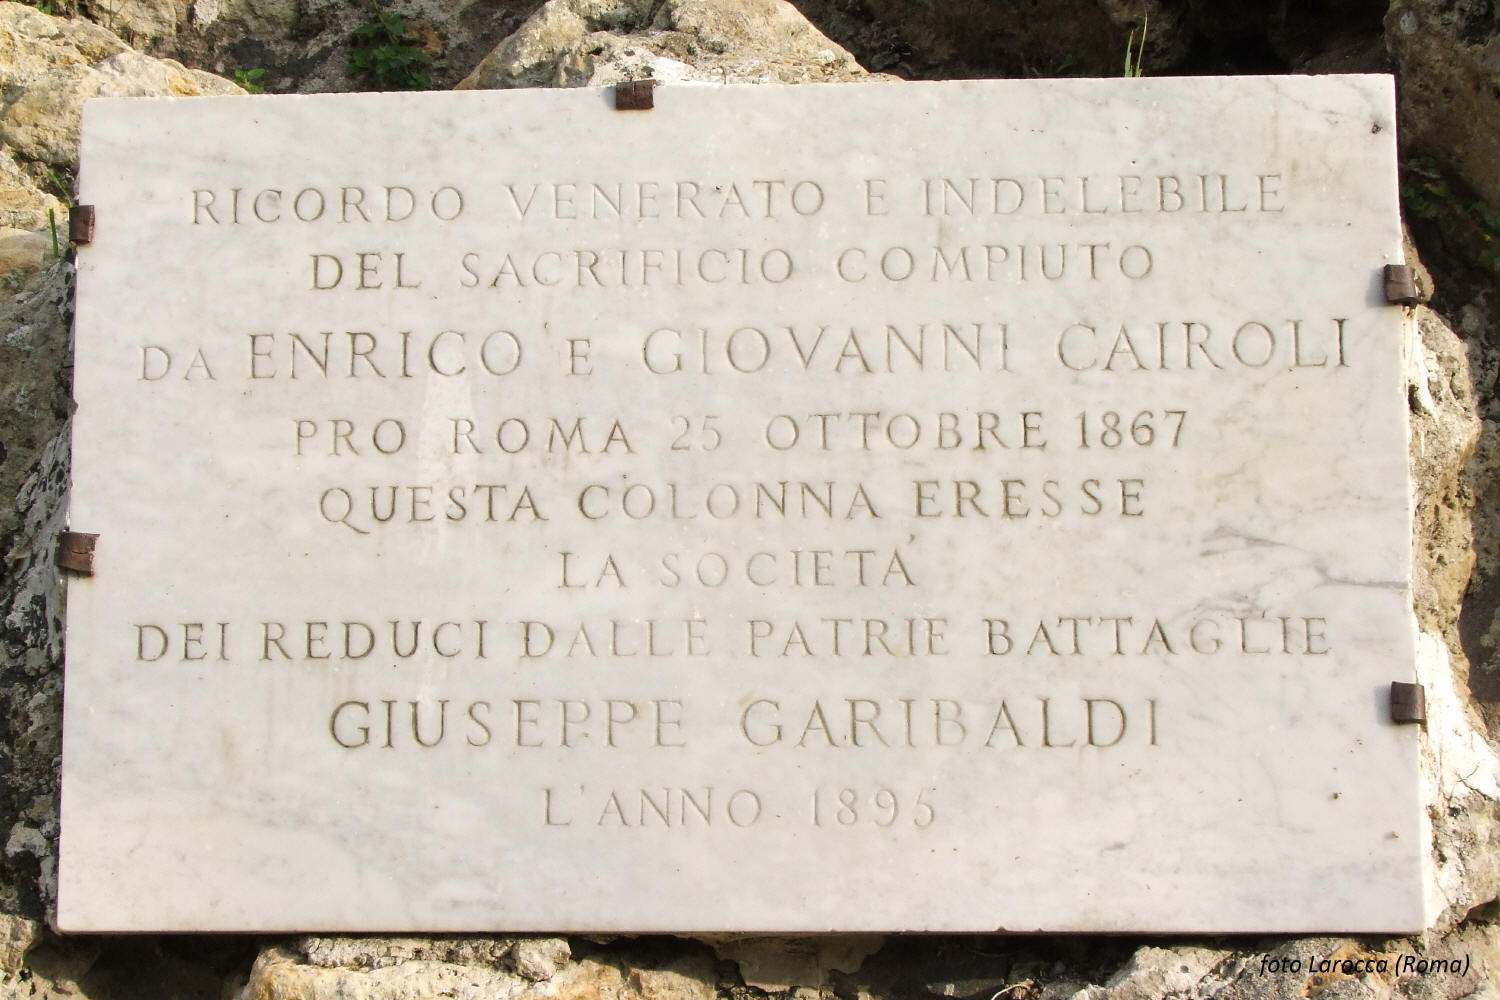 RICORDO VENERATO E INDELEBILE
DEL SACRIFICIO COMPIUTO
DA ENRICO E GIOVANNI CAIROLI
PRO ROMA 25 OTTOBRE 1867
QUESTA COLONNA ERESSE
LA SOCIETÀ
DEI REDUCI DALLE PATRIE BATTAGLIE
GIUSEPPE GARIBALDI
L'ANNO 1895
foto Larocca (Roma)